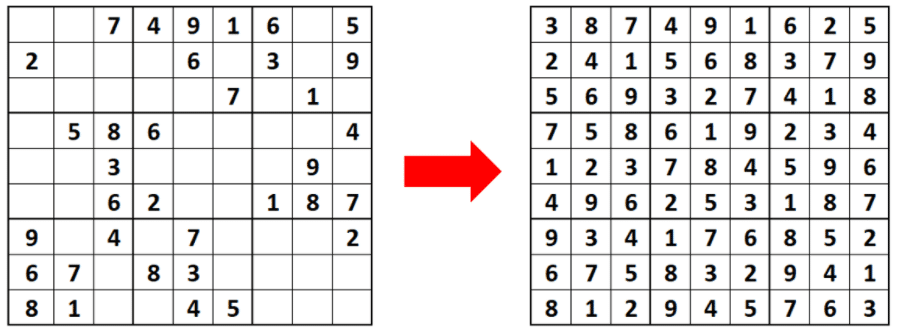 7 4 9 1 6 5
2 6 3 9
7 1
5 8 6 4
3 9
6 2 1 8 7
9 4 7 2
6 7 8 3
8 1 4 5
3 8 7 4 9 1 6 2 5
2 4 1 5 6 8 3 7 9
5 6 9 3 2 7 4 1 8
7 5 8 6 1 9 2 3 4
1 2 3 7 8 4 5 9 6
4 9 6 2 5 3 1 8 7
9 3 4 1 7 6 8 5 2
6 7 5 8 3 2 9 4 1
8 1 2 9 4 5 7 6 3